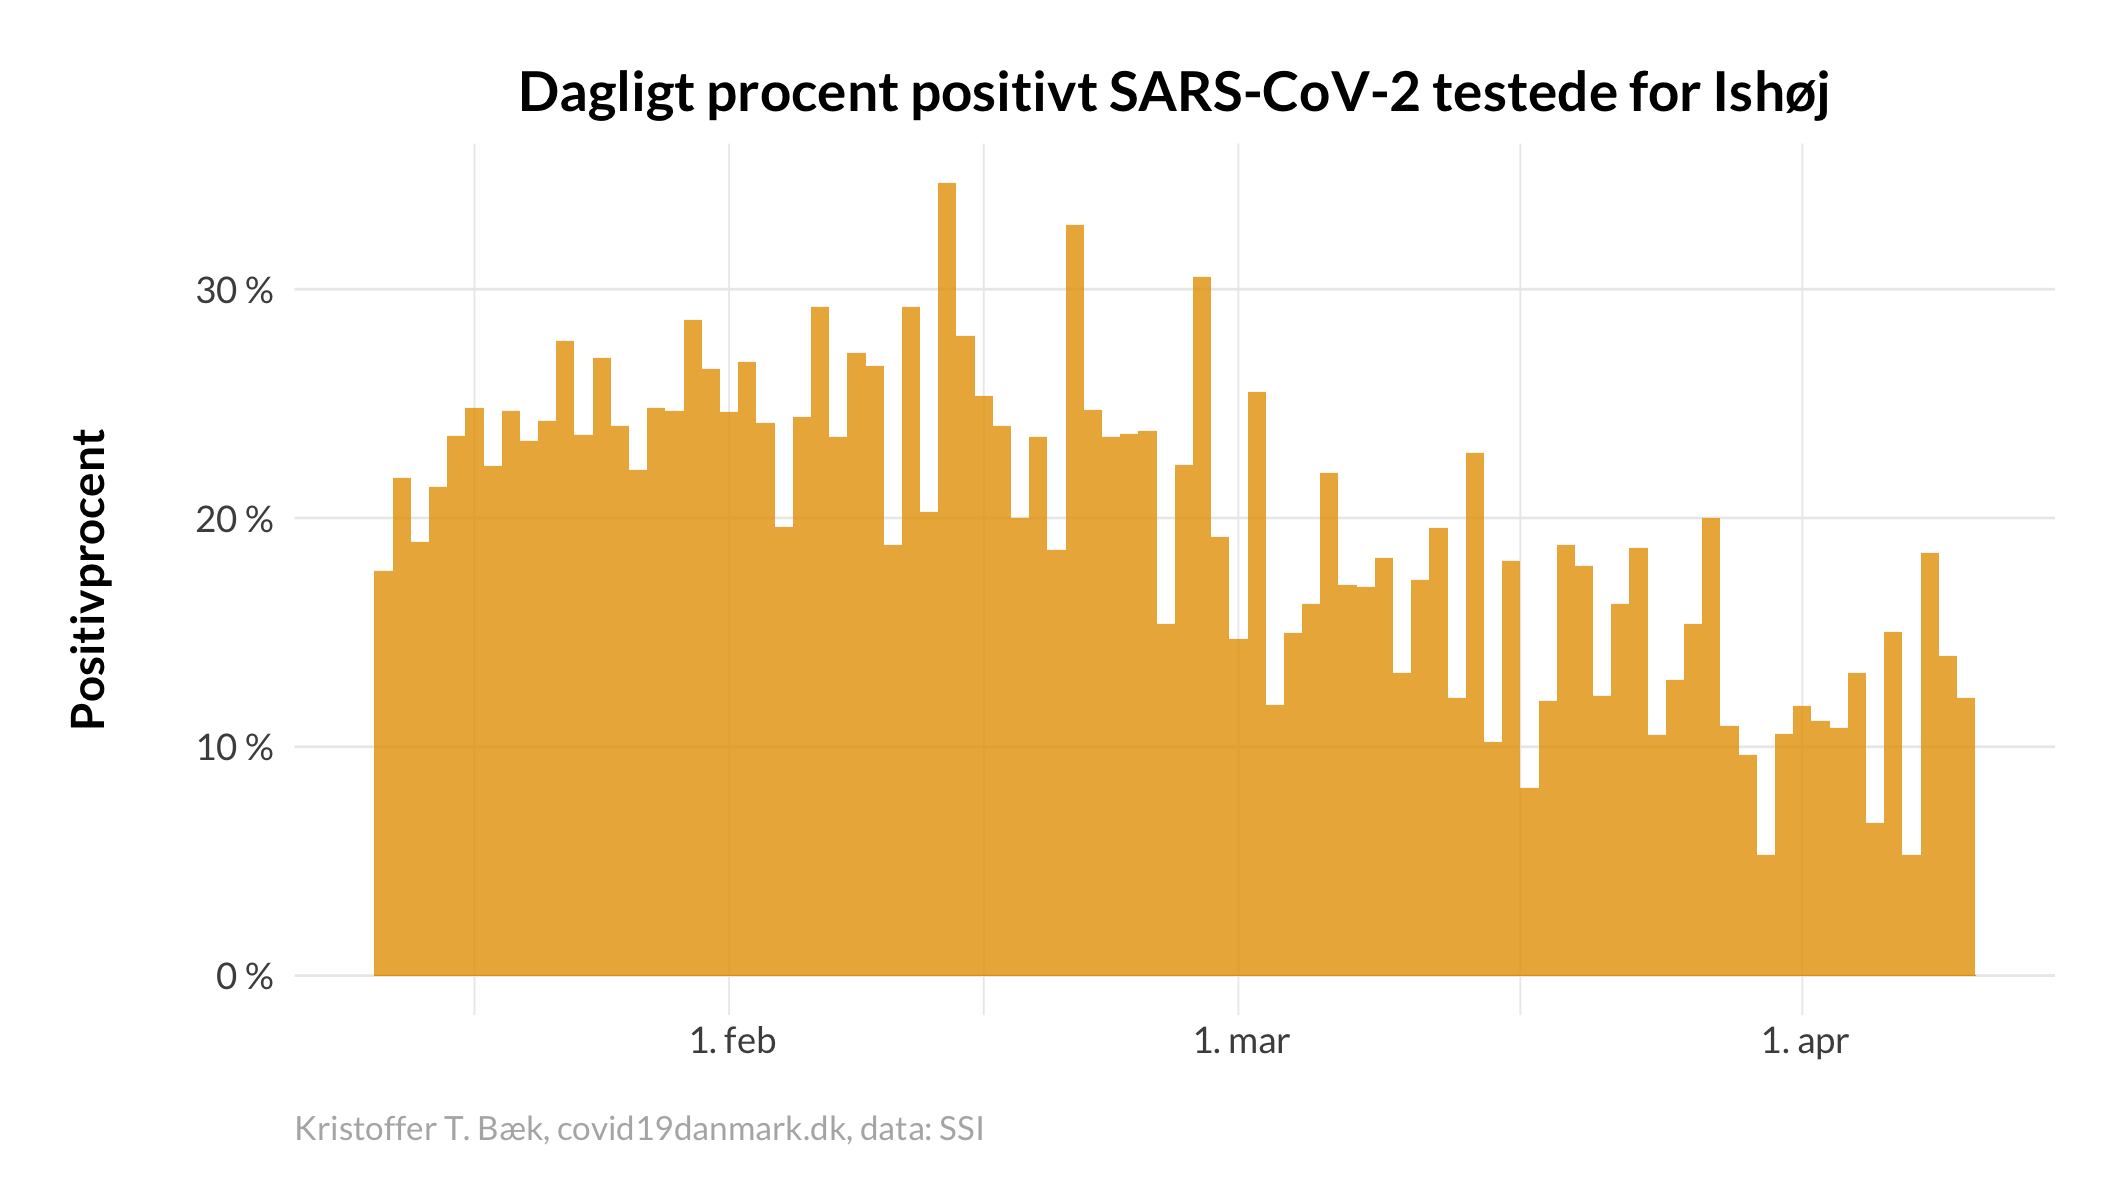 Dagligt procent positivt SARS-CoV-2 testede for Ishøj
Positivprocent
30 %
20 %
10 %
0 %
1. feb
1. mar
1. apr
Kristoffer T. Bæk, covid19danmark.dk, data: SSI